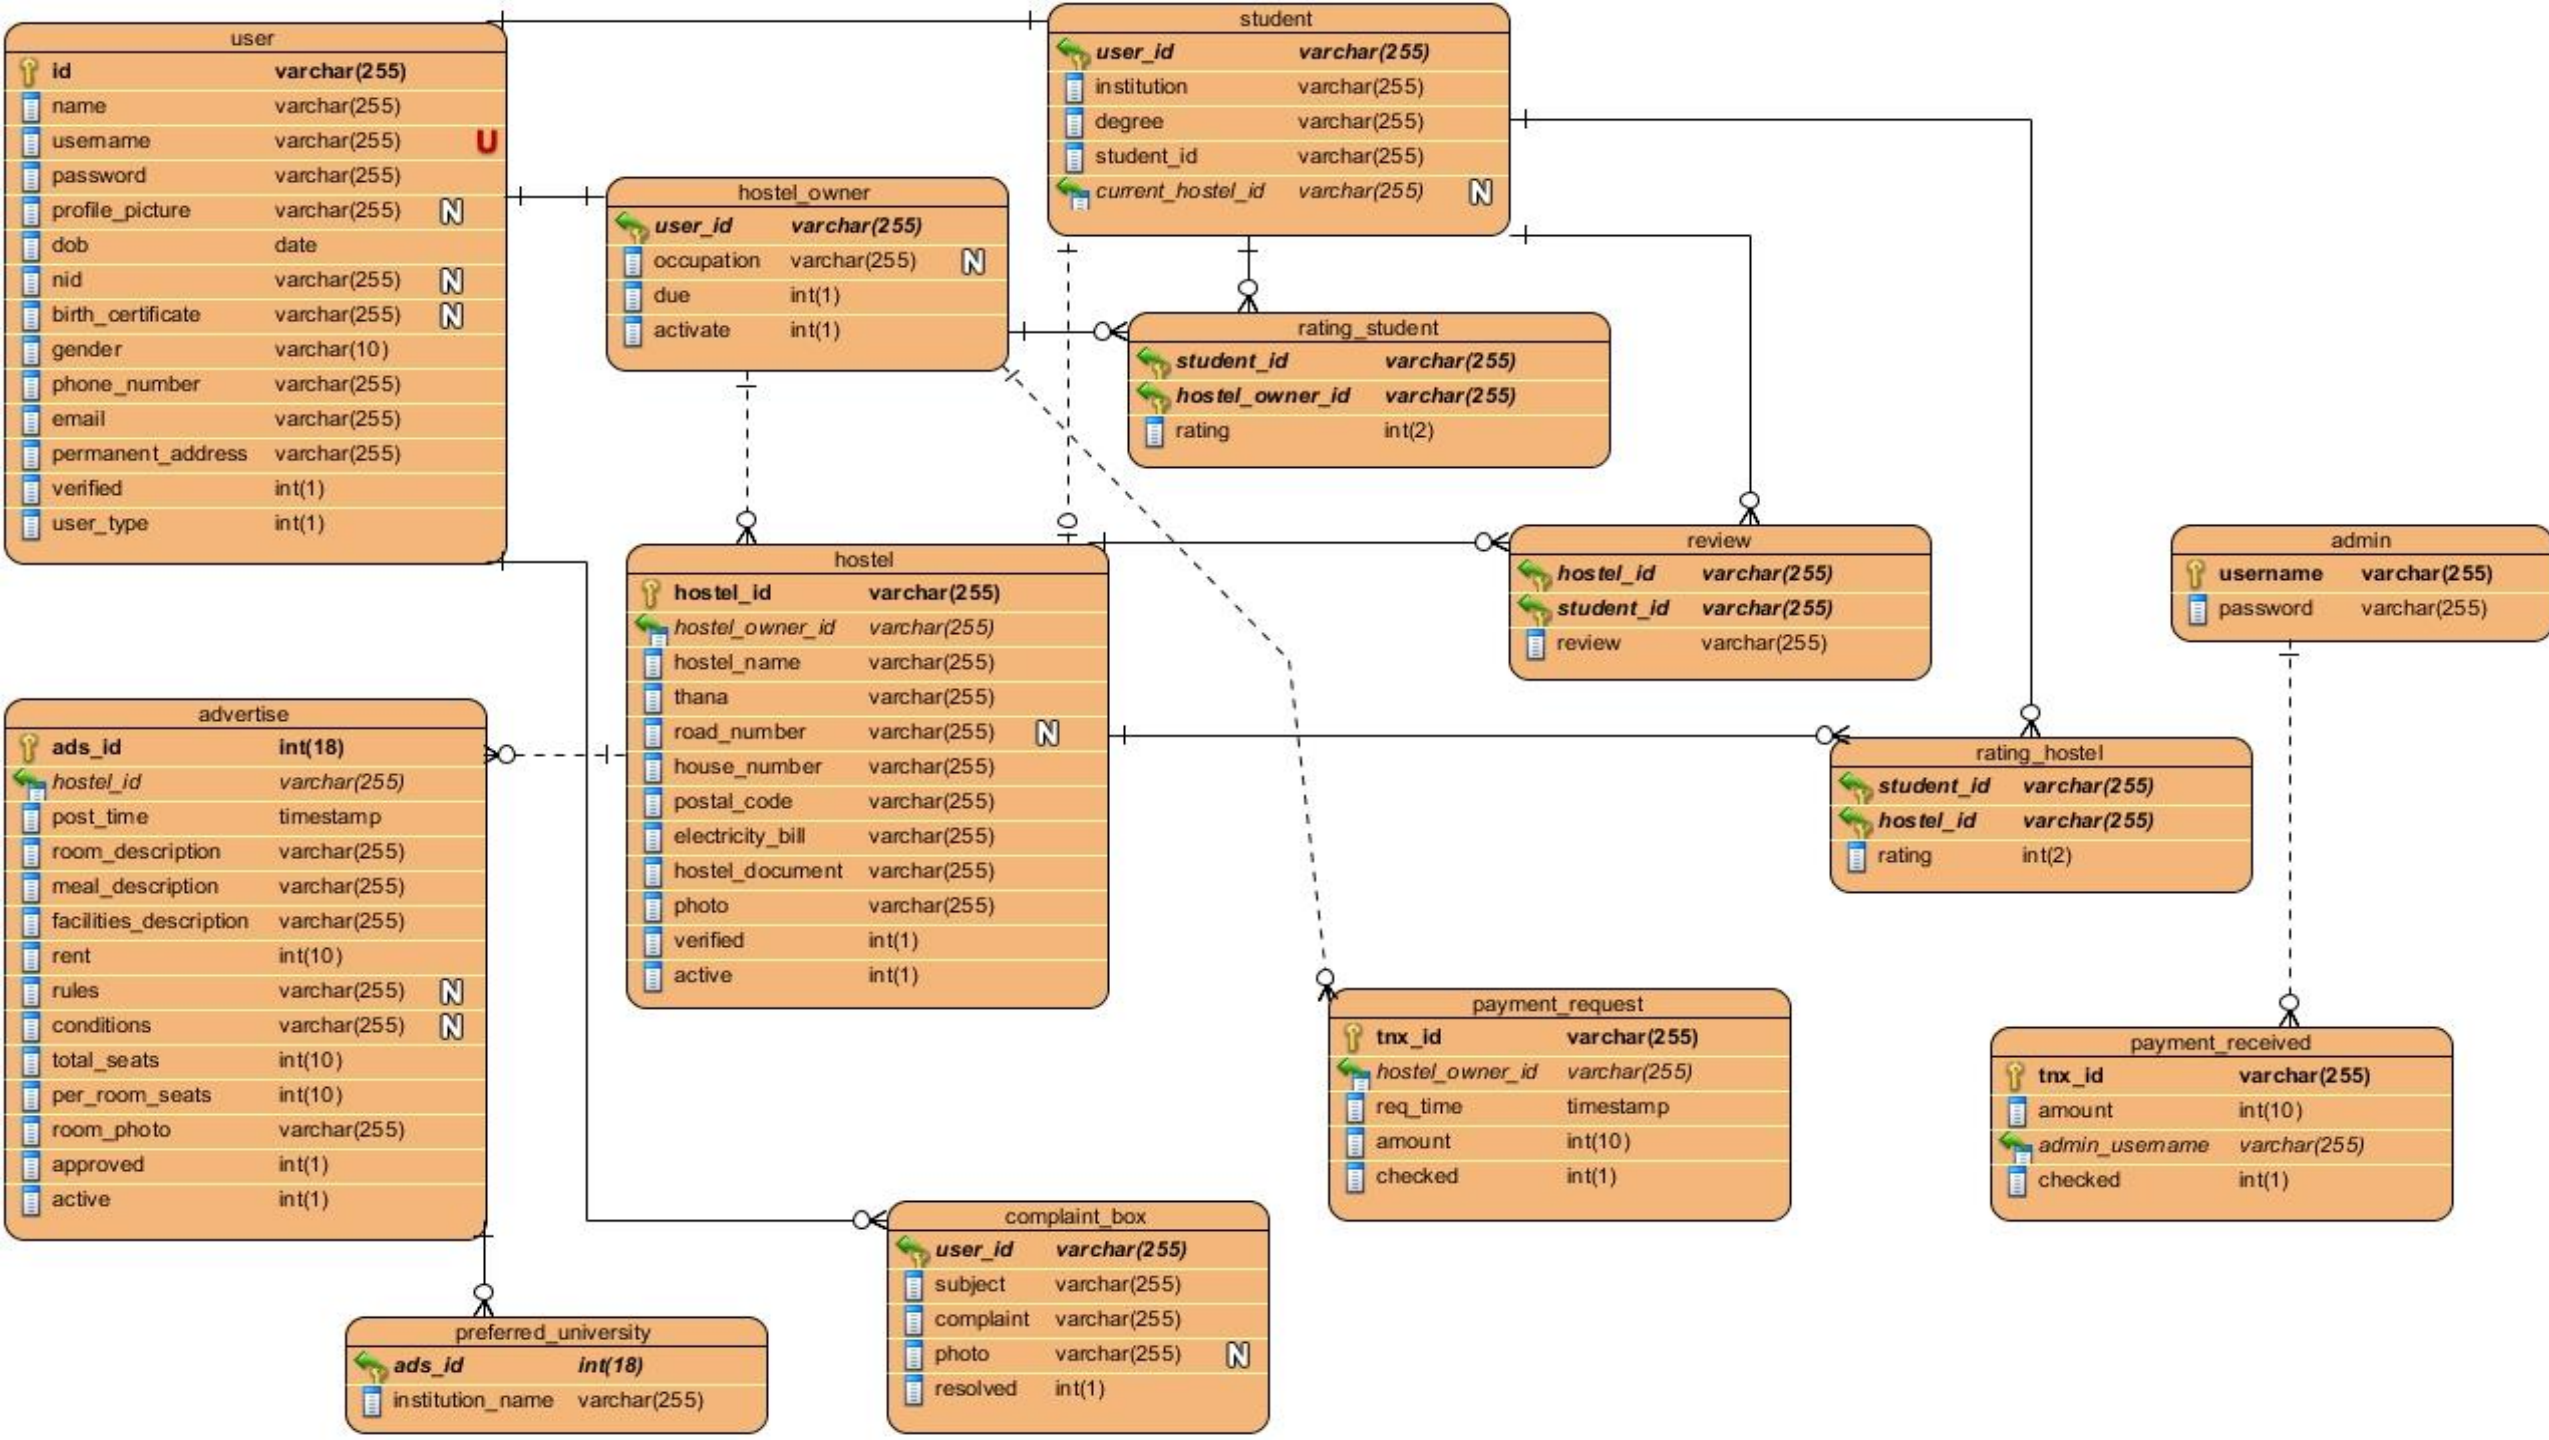 user
id varchar(255)
name varchar(255)
username varchar(255) U
password varchar(255)
profile_picture varchar(255) N
dob date
nid varchar(255) N
birth_certificate varchar(255) N
gender varchar(10)
phone_number varchar(255)
email varchar(255)
permanent_address varchar(255)
verified int(1)
user_type int(1)
student
user_id varchar(255)
institution varchar(255)
degree varchar(255)
student_id varchar(255)
current_hostel_id varchar(255) N
hostel_owner
user_id varchar(255)
occupation varchar(255) N
due int(1)
activate int(1)
rating_student
student_id varchar(255)
hostel_owner_id varchar(255)
rating int(2)
hostel
hostel_id varchar(255)
hostel_owner_id varchar(255)
hostel_name varchar(255)
thana varchar(255)
road_number varchar(255) N
house_number varchar(255)
postal_code varchar(255)
electricity_bill varchar(255)
hostel_document varchar(255)
photo varchar(255)
verified int(1)
active int(1)
review
hostel_id varchar(255)
student_id varchar(255)
review varchar(255)
admin
username varchar(255)
password varchar(255)
advertise
ads_id int(18)
hostel_id varchar(255)
post_time timestamp
room_description varchar(255)
meal_description varchar(255)
facilities_description varchar(255)
rent int(10)
rules varchar(255) N
conditions varchar(255) N
total_seats int(10)
per_room_seats int(10)
room_photo varchar(255)
approved int(1)
active int(1)
rating_hostel
student_id varchar(255)
hostel_id varchar(255)
rating int(2)
payment_request
tnx_id varchar(255)
hostel_owner_id varchar(255)
req_time timestamp
amount int(10)
checked int(1)
payment_received
tnx_id varchar(255)
amount int(10)
admin_username varchar(255)
checked int(1)
complaint_box
user_id varchar(255)
subject varchar(255)
complaint varchar(255)
photo varchar(255) N
resolved int(1)
preferred_university
ads_id int(18)
institution_name varchar(255)